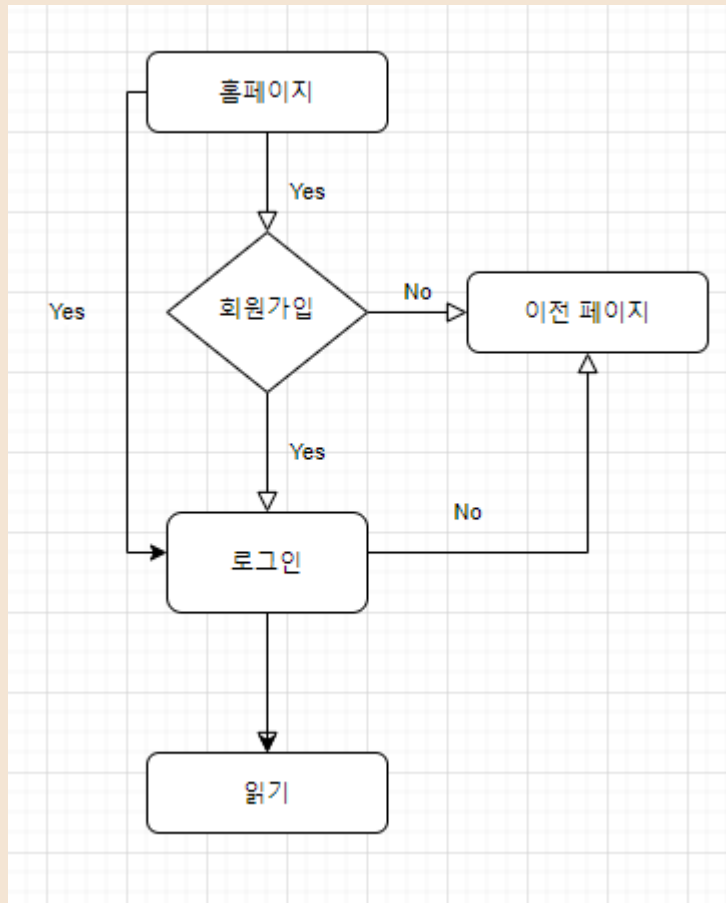 홈페이지
Yes
회원가입
No
이전 페이지
Yes
Yes
No
로그인
읽기